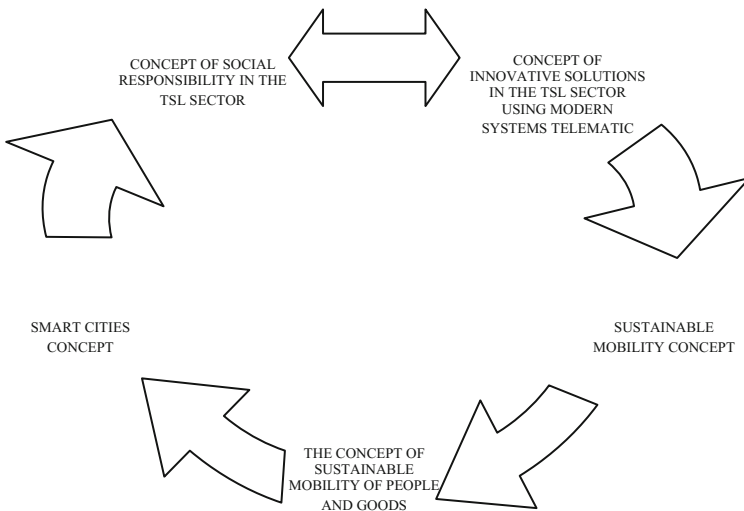 CONCEPT OF SOCIAL
RESPONSIBILITY IN THE
TSL SECTOR
CONCEPT OF
INNOVATIVE SOLUTIONS
IN THE TSL SECTOR
USING MODERN
SYSTEMS TELEMATIC
SUSTAINABLE
MOBILITY CONCEPT
THE CONCEPT OF
SUSTAINABLE
MOBILITY OF PEOPLE
AND GOODS
SMART CITIES
CONCEPT